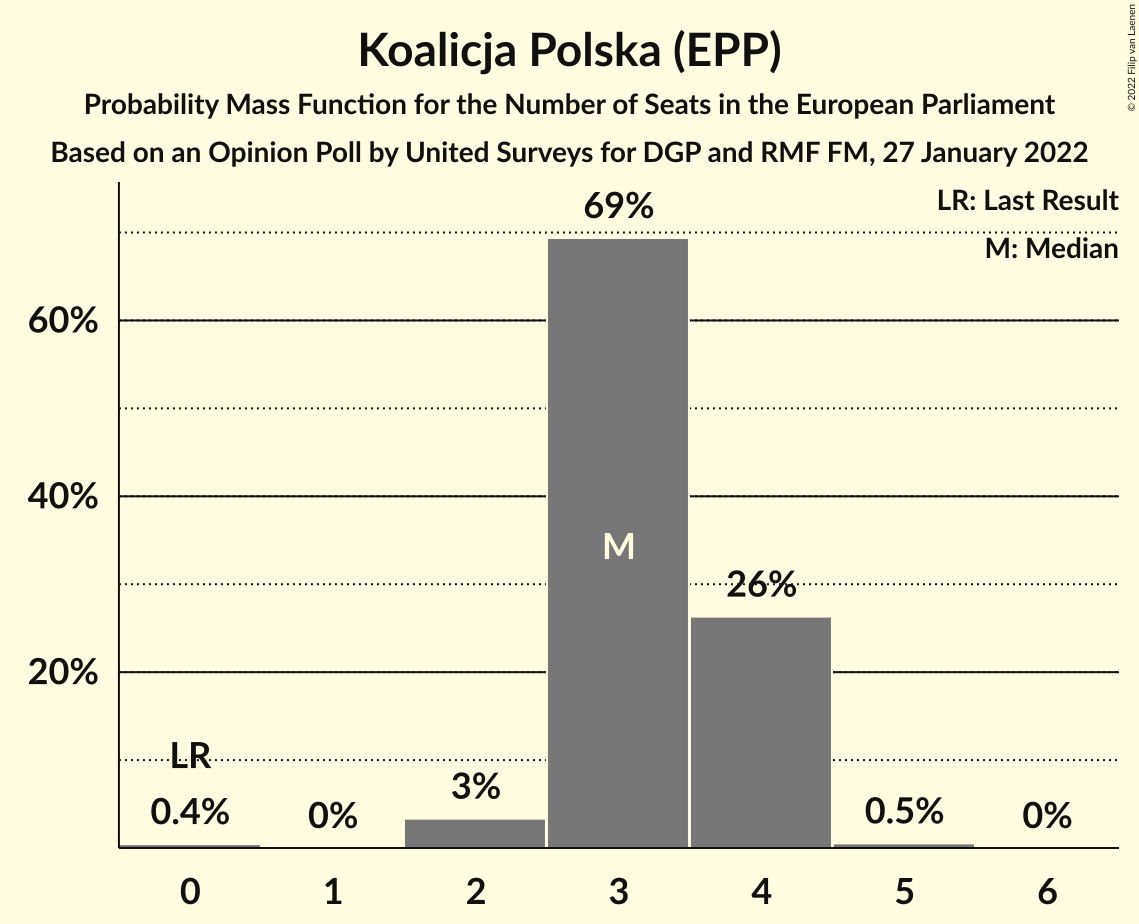 Koalicja Polska (EPP)
Probability Mass Function for the Number of Seats in the European Parliament
Based on an Opinion Poll by United Surveys for DGP and RMF FM, 27 January 2022
© 2022 Filip van Laenen
LR: Last Result
M: Median
69%
60%
40%
M
26%
20%
LR
3%
0.4%
0%
0.5%
0%
0 1 2 3 4 5 6